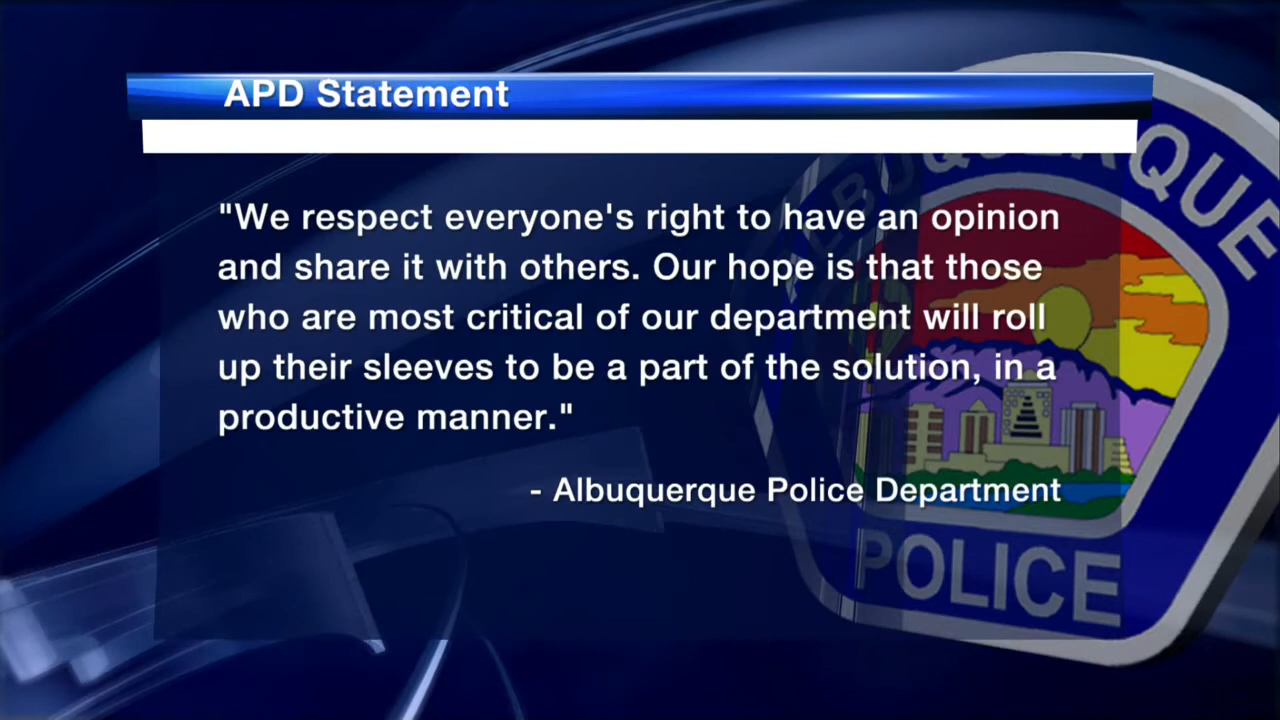 APD Statement
"We respect everyone's right to have an opinion
and share it with others. Our hope is that those
who are most critical of our department will roll
up their sleeves to be a part of the solution, in a
productive manner."
- Albuquerque Police Department
ALBUQUERQUE
POLICE